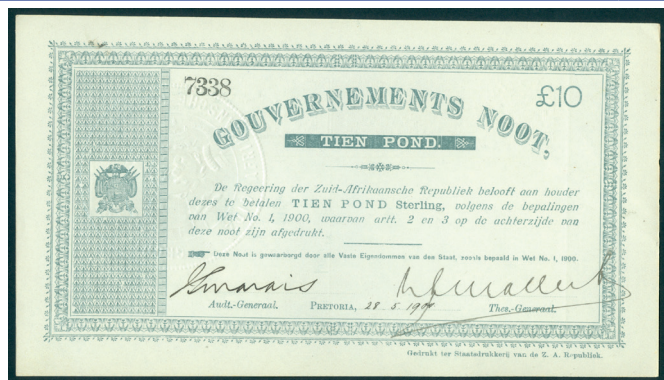 7338
£10
GOUVERNEMENTS NOOT,
TIEN POND.
De Regeering der Zuid-Afrikaansche Republiek belooft aan houder
dezes te betalen TIEN POND Sterling, volgens de bepalingen
van Wet No. 1, 1900, waarvan artt. 2 en 3 op de achterzijde van
deze noot zijn afgedrukt.
Deze Noot is gewaarborgd door alle Vaste Eigendommen van den Staat, zooals bepaald in Wet No. 1, 1900.
Audt.-Generaal. PRETORIA, 28.5.1900 Thes.-Generaal.
Gedrukt ter Staatsdrukkerij van de Z. A. Republiek.